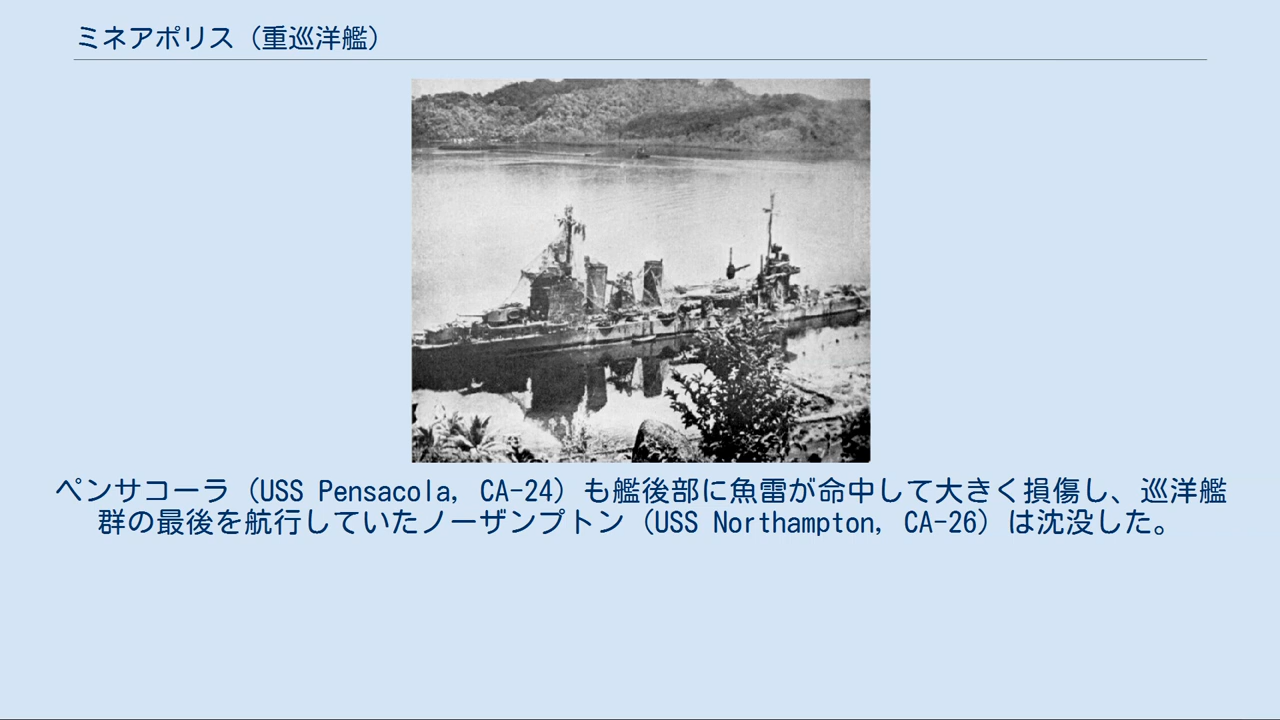 ミネアポリス（重巡洋艦）
ペンサコーラ（USS Pensacola, CA-24）も艦後部に魚雷が命中して大きく損傷し、巡洋艦
群の最後を航行していたノーザンプトン（USS Northampton, CA-26）は沈没した。